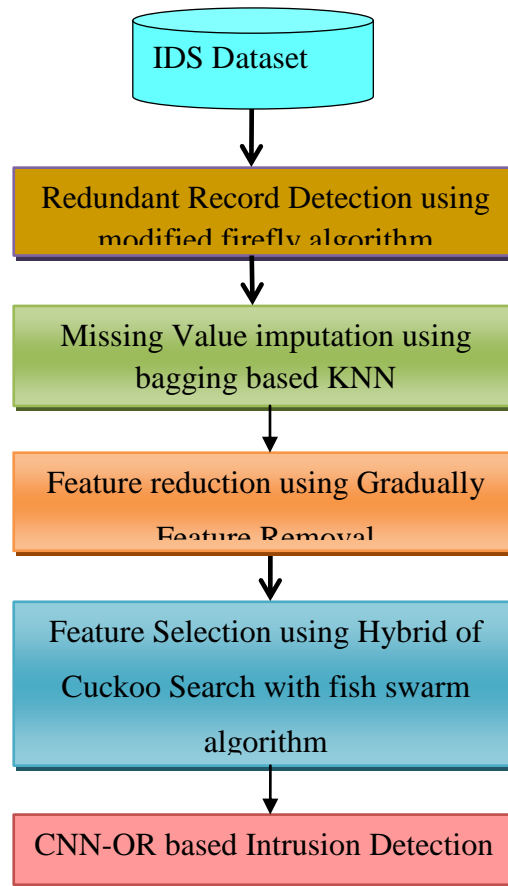 IDS Dataset
Redundant Record Detection using
modified firefly algorithm
Missing Value imputation using
bagging based KNN
Feature reduction using Gradually
Feature Removal
Feature Selection using Hybrid of
Cuckoo Search with fish swarm
algorithm
CNN-OR based Intrusion Detection